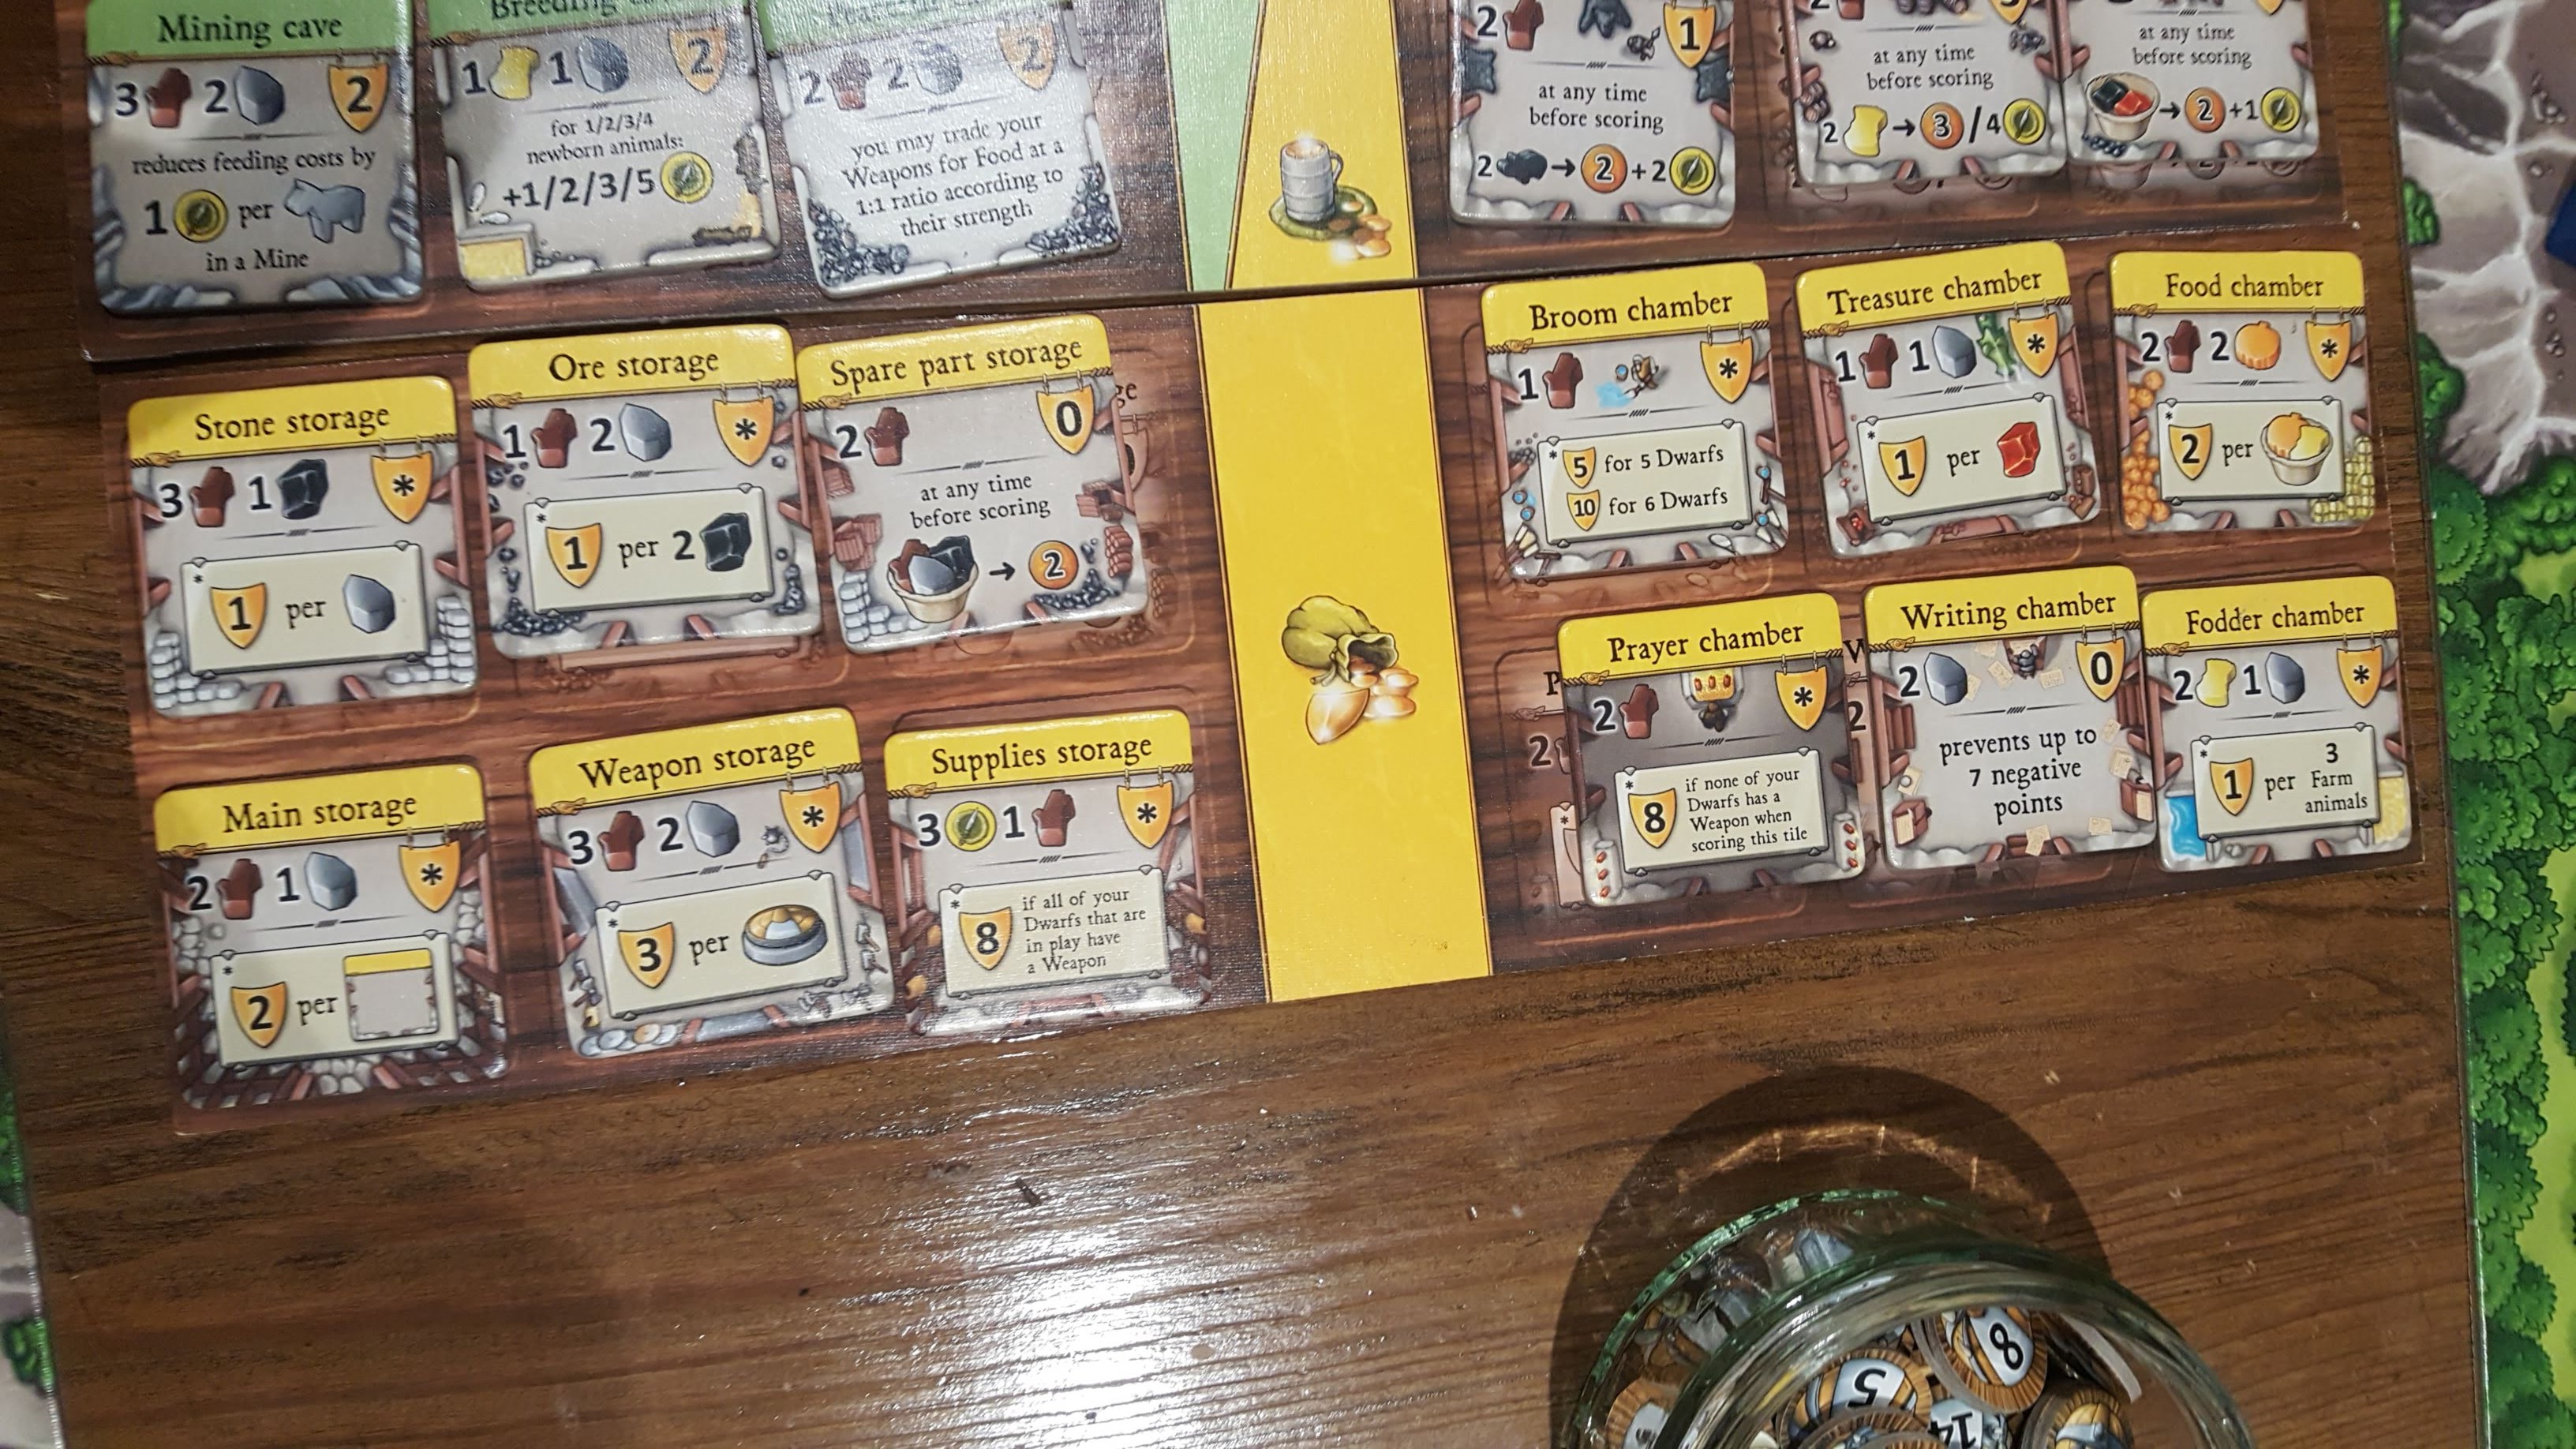 Mining cave
3 2 2
reduces feeding costs by
1 per
in a Mine
Breeding
1 1 2
for 1/2/3/4
newborn animals:
+1/2/3/5
2 2 2
you may trade your
Weapons for Food at a
1:1 ratio according to
their strength
2 1
at any time
before scoring
2 → 2 +2
at any time
before scoring
2 → 3 /4
at any time
before scoring
→ 2 +1
Stone storage
3 1 *
* 1 per
Ore storage
1 2 *
* 1 per 2
Spare part storage
2 0
at any time
before scoring
→ 2
Broom chamber
1 *
* 5 for 5 Dwarfs
10 for 6 Dwarfs
Treasure chamber
1 1 *
* 1 per
Food chamber
2 2 *
* 2 per
Main storage
2 1 *
* 2 per
Weapon storage
3 2 *
* 3 per
Supplies storage
3 1 *
* 8 if all of your
Dwarfs that are
in play have
a Weapon
Prayer chamber
2 *
* 8 if none of your
Dwarfs has a
Weapon when
scoring this tile
Writing chamber
2 0
prevents up to
7 negative
points
Fodder chamber
2 1 *
* 1 per 3
Farm
animals
8
5
14